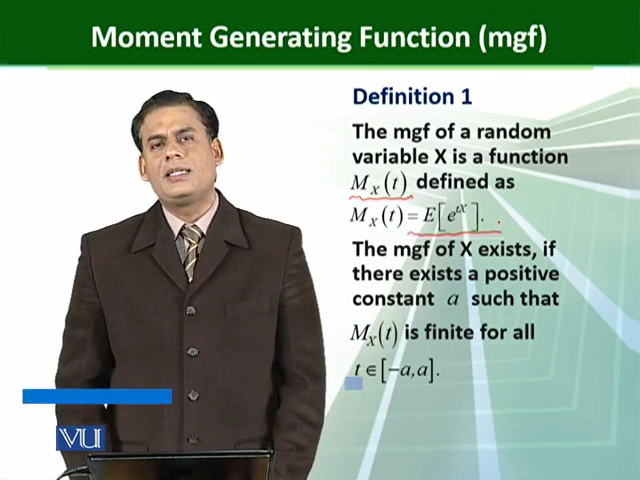 Moment Generating Function (mgf)
Definition 1
The mgf of a random
variable X is a function
M_X(t) defined as
M_X(t) = E[e^{tX}].
The mgf of X exists, if
there exists a positive
constant a such that
M_X(t) is finite for all
t ∈ [−a,a].
VU